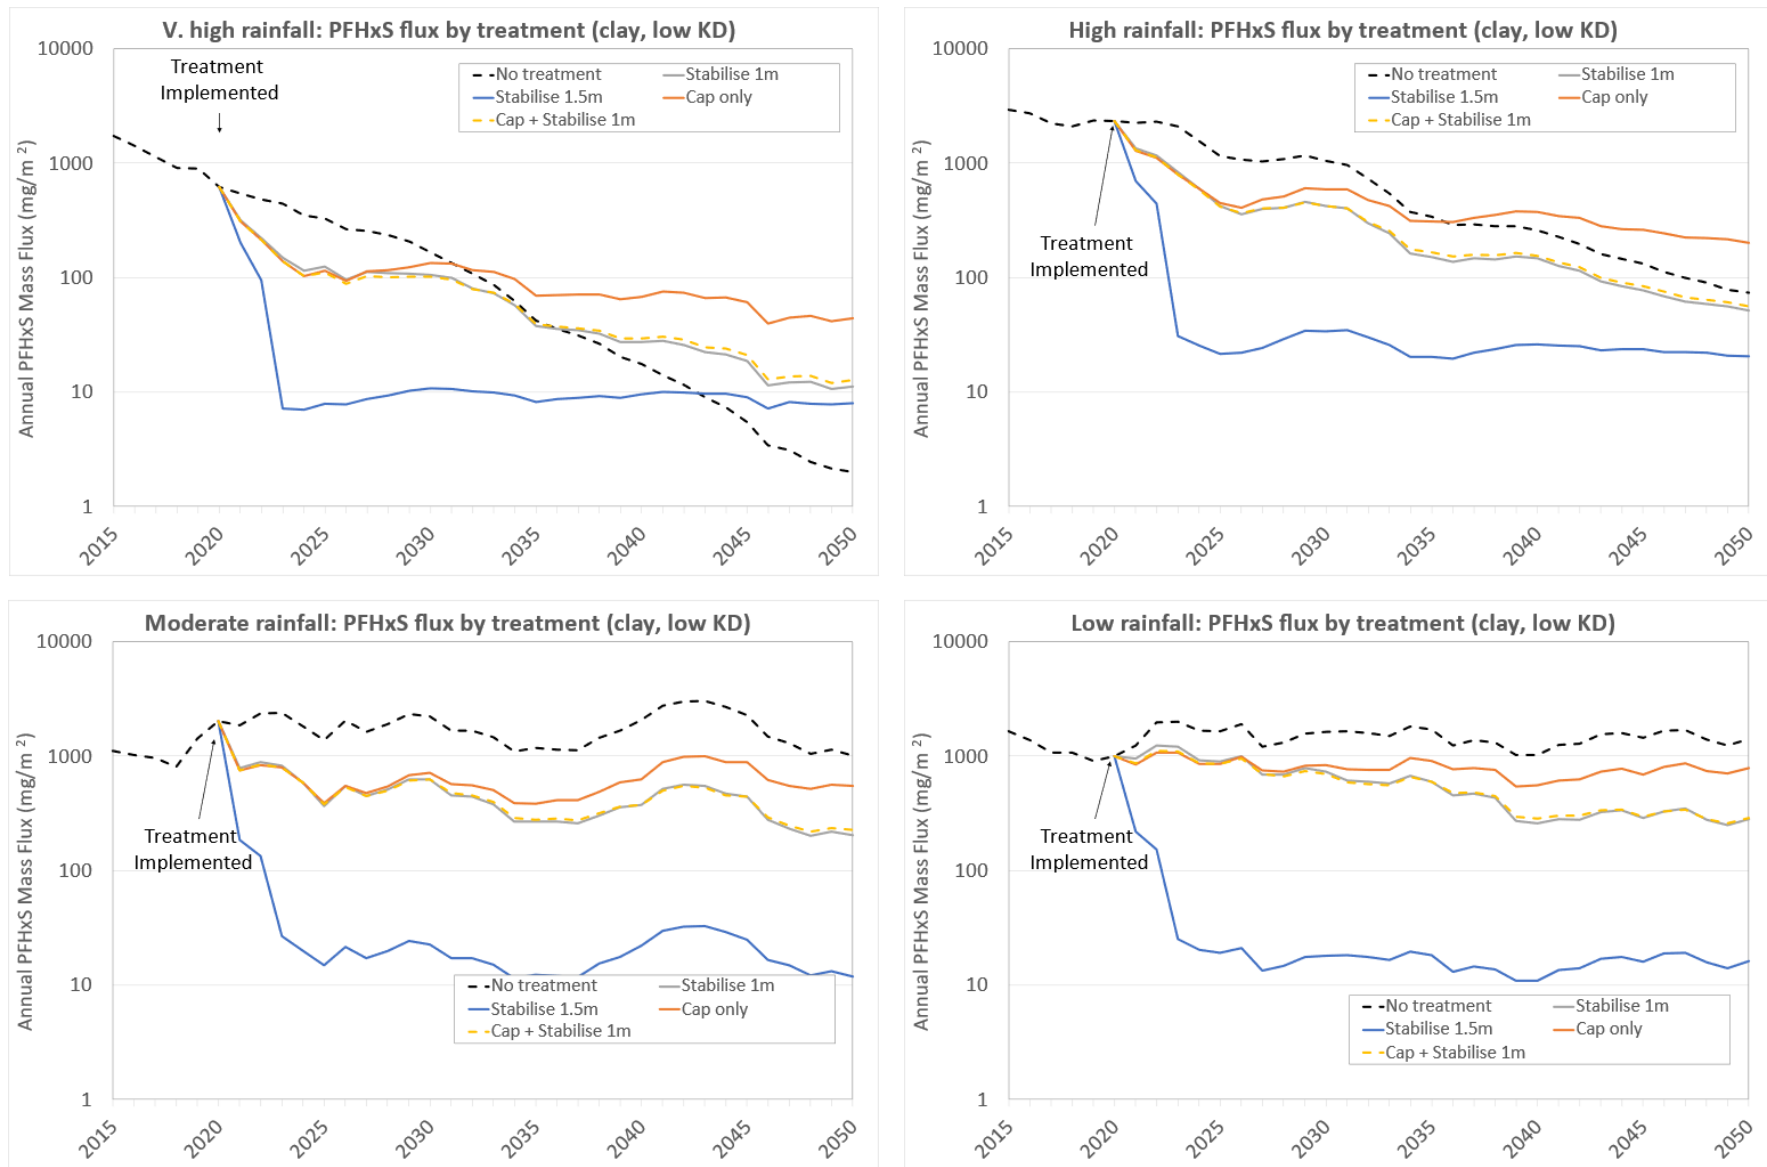 V. high rainfall: PFHxS flux by treatment (clay, low KD)
Annual PFHxS Mass Flux (mg/m 2)
10000
1000
100
10
1
Treatment
Implemented
No treatment Stabilise 1m
Stabilise 1.5m Cap only
Cap + Stabilise 1m
2015 2020 2025 2030 2035 2040 2045 2050
High rainfall: PFHxS flux by treatment (clay, low KD)
Annual PFHxS Mass Flux (mg/m 2)
10000
1000
100
10
1
No treatment Stabilise 1m
Stabilise 1.5m Cap only
Cap + Stabilise 1m
Treatment
Implemented
2015 2020 2025 2030 2035 2040 2045 2050
Moderate rainfall: PFHxS flux by treatment (clay, low KD)
Annual PFHxS Mass Flux (mg/m 2)
10000
1000
100
10
1
Treatment
Implemented
No treatment Stabilise 1m
Stabilise 1.5m Cap only
Cap + Stabilise 1m
2015 2020 2025 2030 2035 2040 2045 2050
Low rainfall: PFHxS flux by treatment (clay, low KD)
Annual PFHxS Mass Flux (mg/m 2)
10000
1000
100
10
1
Treatment
Implemented
No treatment Stabilise 1m
Stabilise 1.5m Cap only
Cap + Stabilise 1m
2015 2020 2025 2030 2035 2040 2045 2050